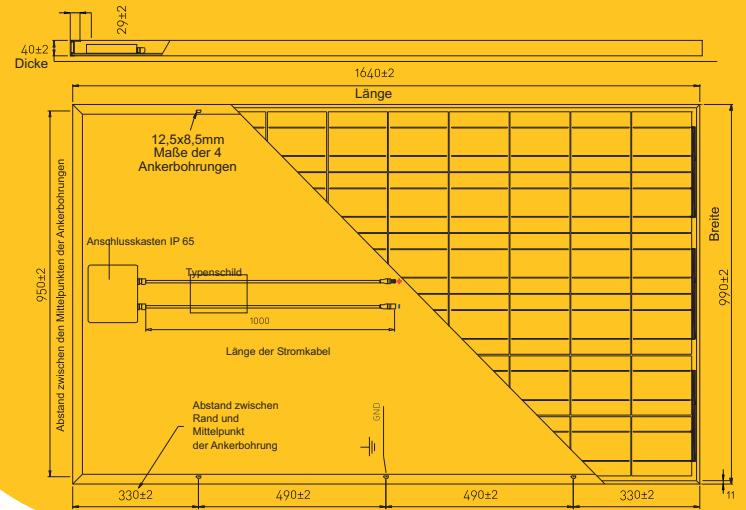 29±2
40±2
Dicke
1640±2
Länge
12,5x8,5mm
Maße der 4
Ankerbohrungen
Abstand zwischen den Mittelpunkten der Ankerbohrungen
950±2
Anschlusskasten IP 65
Typenschild
+
-
1000
Länge der Stromkabel
Breite
990±2
Abstand zwischen
Rand und
Mittelpunkt
der Ankerbohrung
GND
330±2
490±2
490±2
330±2
11